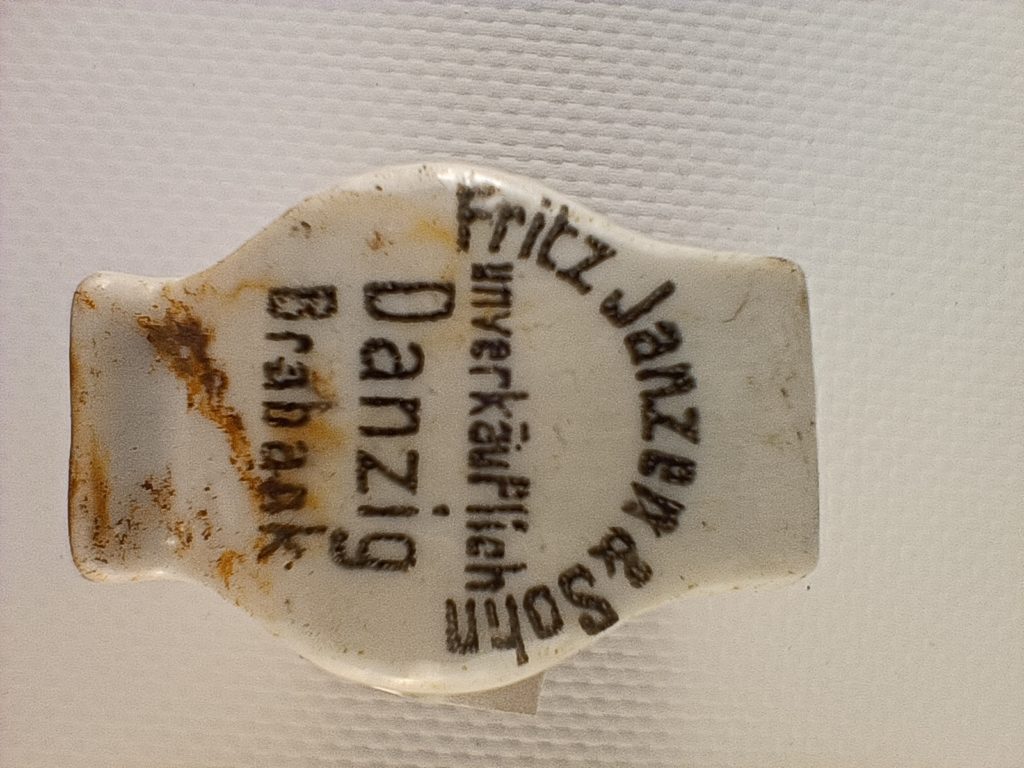 Fritz Janzen & Sohn
unverkäuflich
Danzig
Brabank